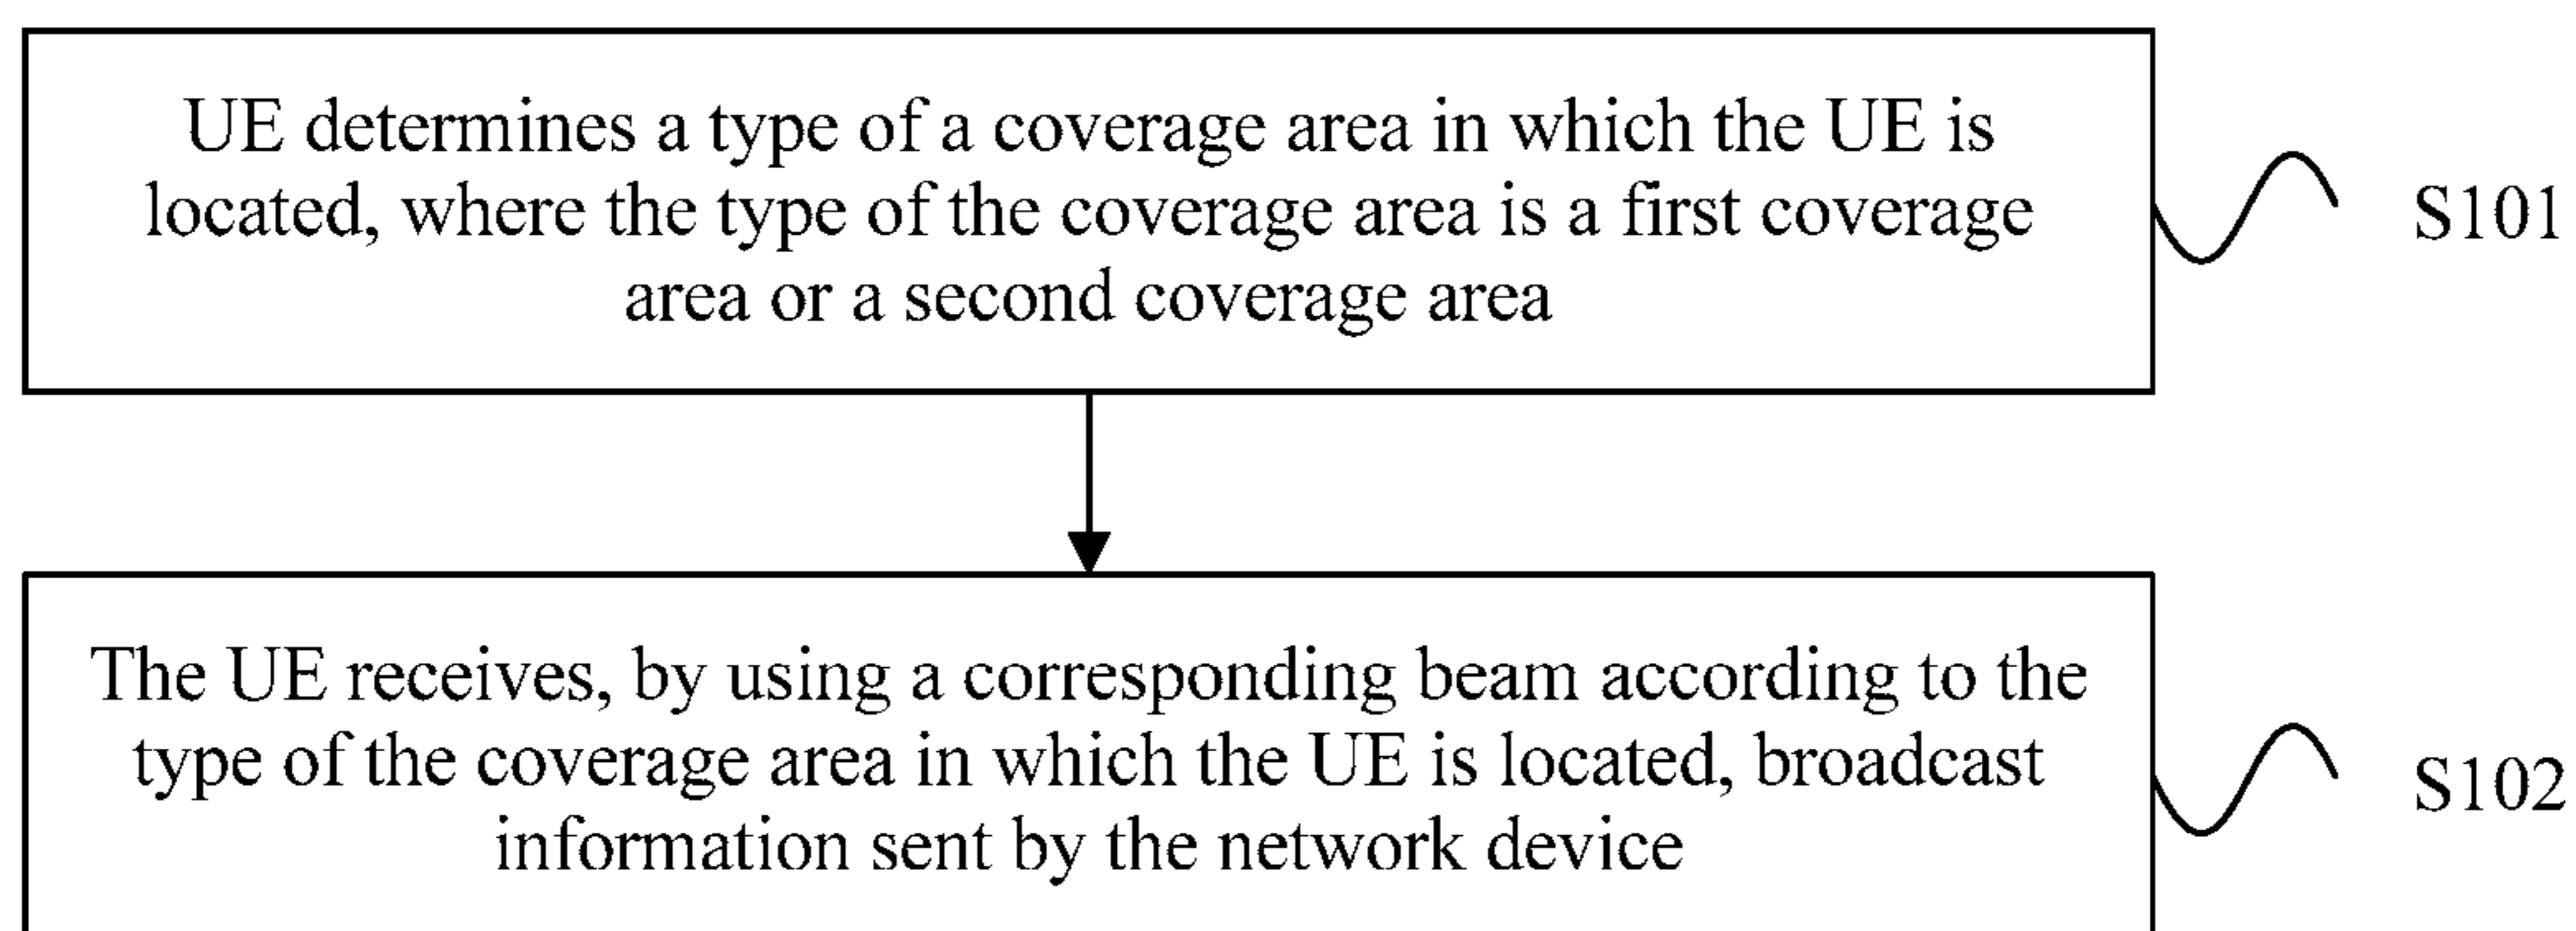 UE determines a type of a coverage area in which the UE is
located, where the type of the coverage area is a first coverage
area or a second coverage area
S101
The UE receives, by using a corresponding beam according to the
type of the coverage area in which the UE is located, broadcast
information sent by the network device
S102